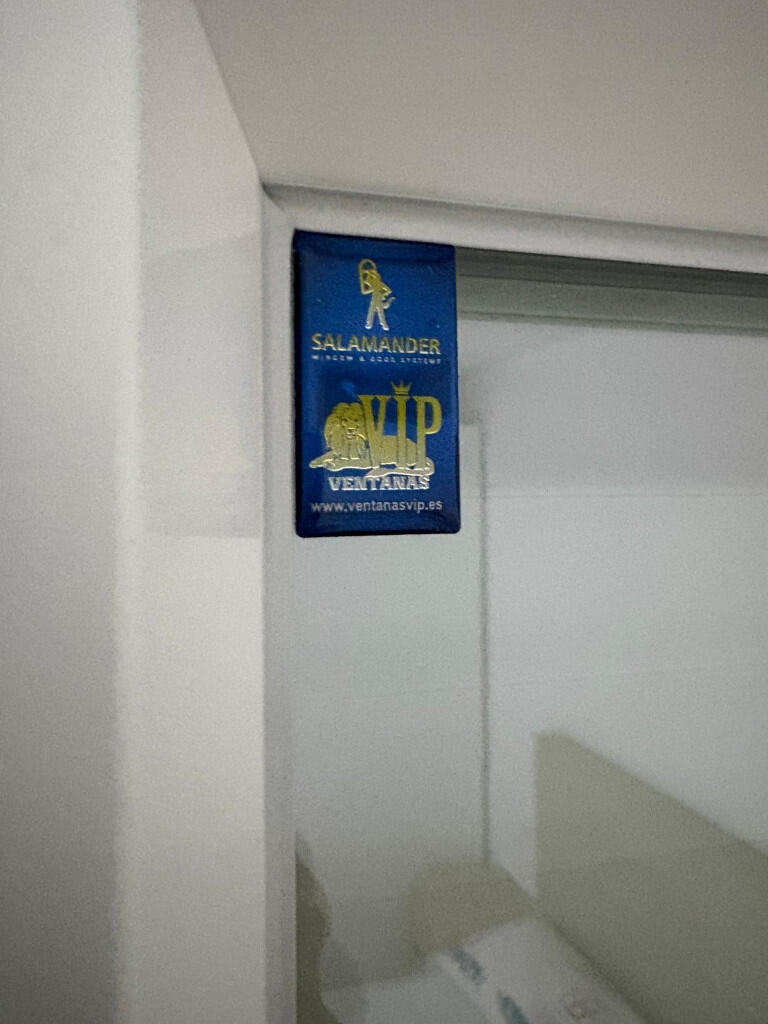 SALAMANDER
WINDOW & DOOR SYSTEMS
VIP
VENTANAS
www.ventanasvip.es